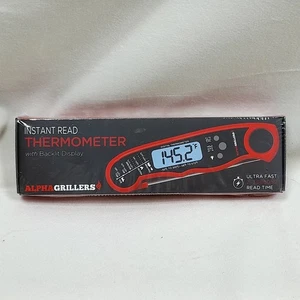 INSTANT READ
THERMOMETER
with Backlit Display
145.2°F
ALPHA GRILLERS
ULTRA FAST
READ TIME